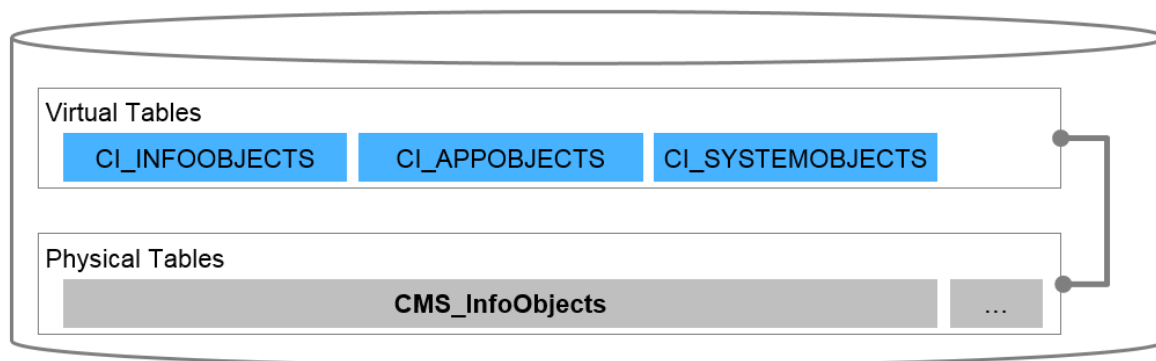 Virtual Tables
CI_INFOOBJECTS CI_APPOBJECTS CI_SYSTEMOBJECTS
Physical Tables
CMS_InfoObjects ...